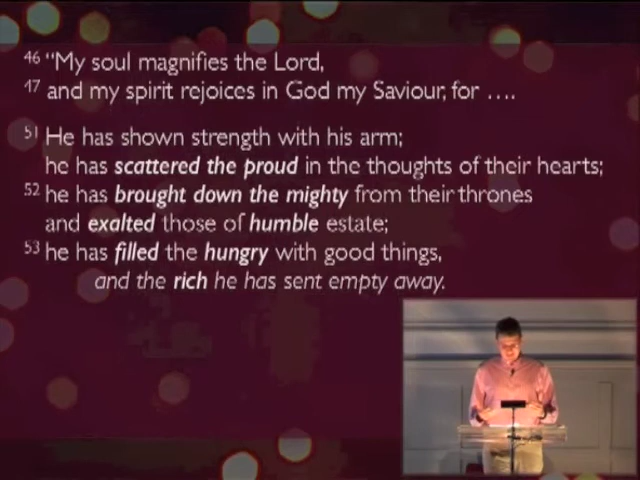 46 "My soul magnifies the Lord,
47 and my spirit rejoices in God my Saviour, for ….
51 He has shown strength with his arm;
he has scattered the proud in the thoughts of their hearts;
52 he has brought down the mighty from their thrones
and exalted those of humble estate;
53 he has filled the hungry with good things,
and the rich he has sent empty away.